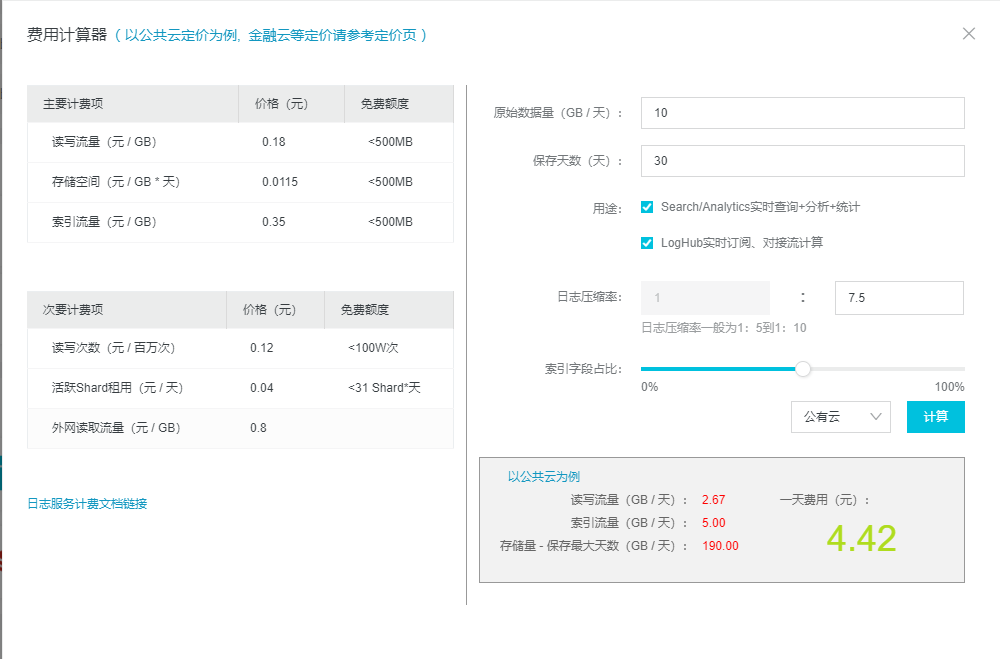 费用计算器（以公共云定价为例, 金融云等定价请参考定价页）
主要计费项 价格（元） 免费额度
读写流量（元 / GB） 0.18 <500MB
存储空间（元 / GB * 天） 0.0115 <500MB
索引流量（元 / GB） 0.35 <500MB
次要计费项 价格（元） 免费额度
读写次数（元 / 百万次） 0.12 <100W次
活跃Shard租用（元 / 天） 0.04 <31 Shard*天
外网读取流量（元 / GB） 0.8
日志服务计费文档链接
原始数据量（GB / 天）： 10
保存天数（天）： 30
用途: Search/Analytics实时查询+分析+统计
LogHub实时订阅、对接流计算
日志压缩率: 1 : 7.5
日志压缩率一般为1：5到1：10
索引字段占比:
0% 100%
公有云 计算
以公共云为例
读写流量（GB / 天）： 2.67 一天费用（元）：
索引流量（GB / 天）： 5.00 4.42
存储量 - 保存最大天数（GB / 天）： 190.00